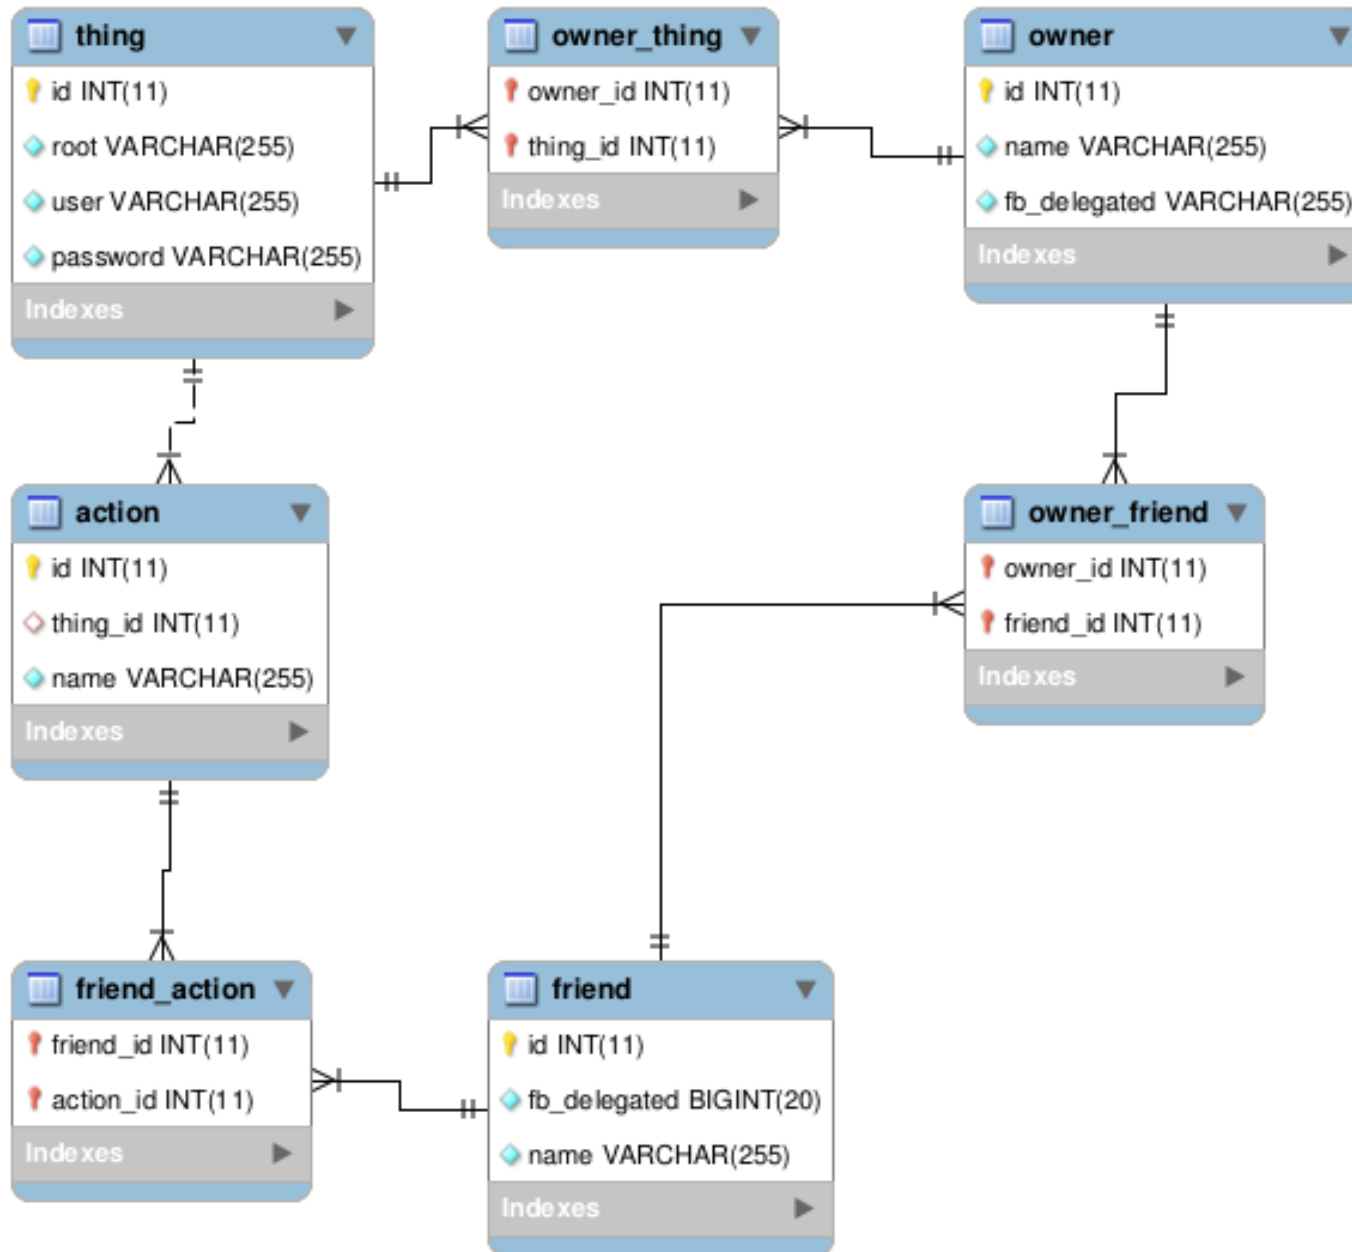 thing
id INT(11)
root VARCHAR(255)
user VARCHAR(255)
password VARCHAR(255)
Indexes
owner_thing
owner_id INT(11)
thing_id INT(11)
Indexes
owner
id INT(11)
name VARCHAR(255)
fb_delegated VARCHAR(255)
Indexes
action
id INT(11)
thing_id INT(11)
name VARCHAR(255)
Indexes
owner_friend
owner_id INT(11)
friend_id INT(11)
Indexes
friend_action
friend_id INT(11)
action_id INT(11)
Indexes
friend
id INT(11)
fb_delegated BIGINT(20)
name VARCHAR(255)
Indexes